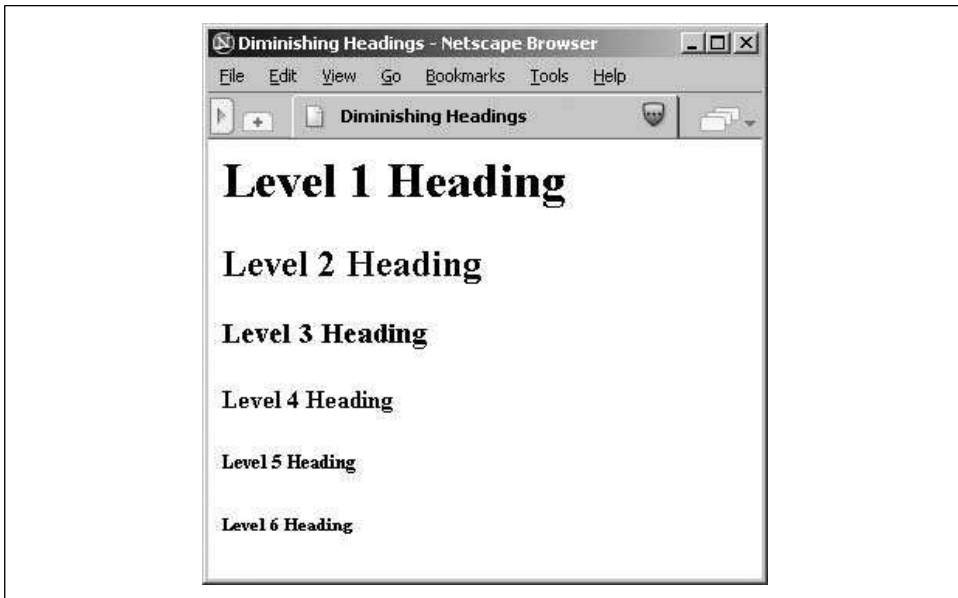 Diminishing Headings - Netscape Browser
File Edit View Go Bookmarks Tools Help
Diminishing Headings
Level 1 Heading
Level 2 Heading
Level 3 Heading
Level 4 Heading
Level 5 Heading
Level 6 Heading